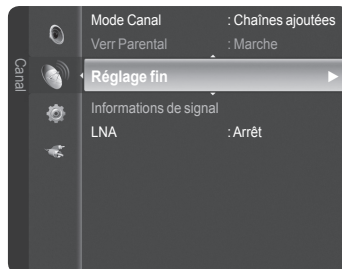 Canal
Mode Canal : Chaînes ajoutées
Verr Parental : Marche
Réglage fin
Informations de signal
LNA : Arrêt